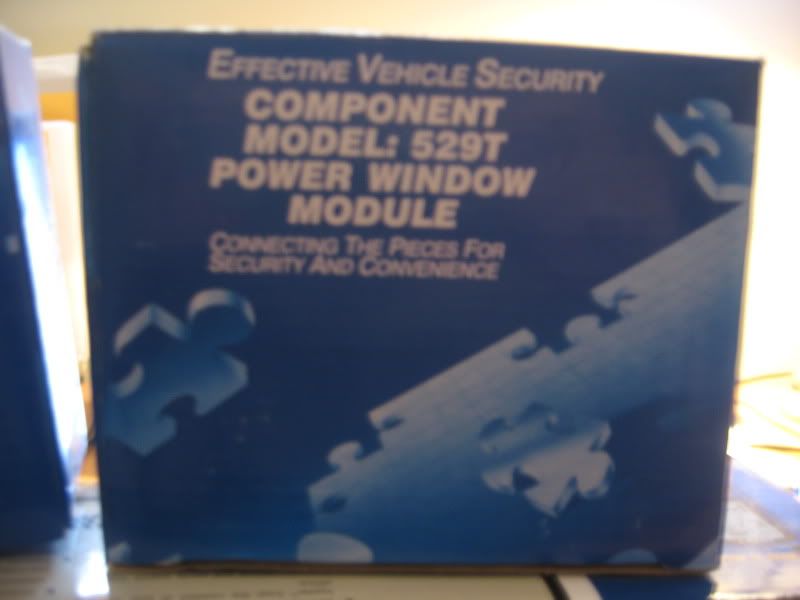 EFFECTIVE VEHICLE SECURITY
COMPONENT
MODEL: 529T
POWER WINDOW
MODULE
CONNECTING THE PIECES FOR
SECURITY AND CONVENIENCE